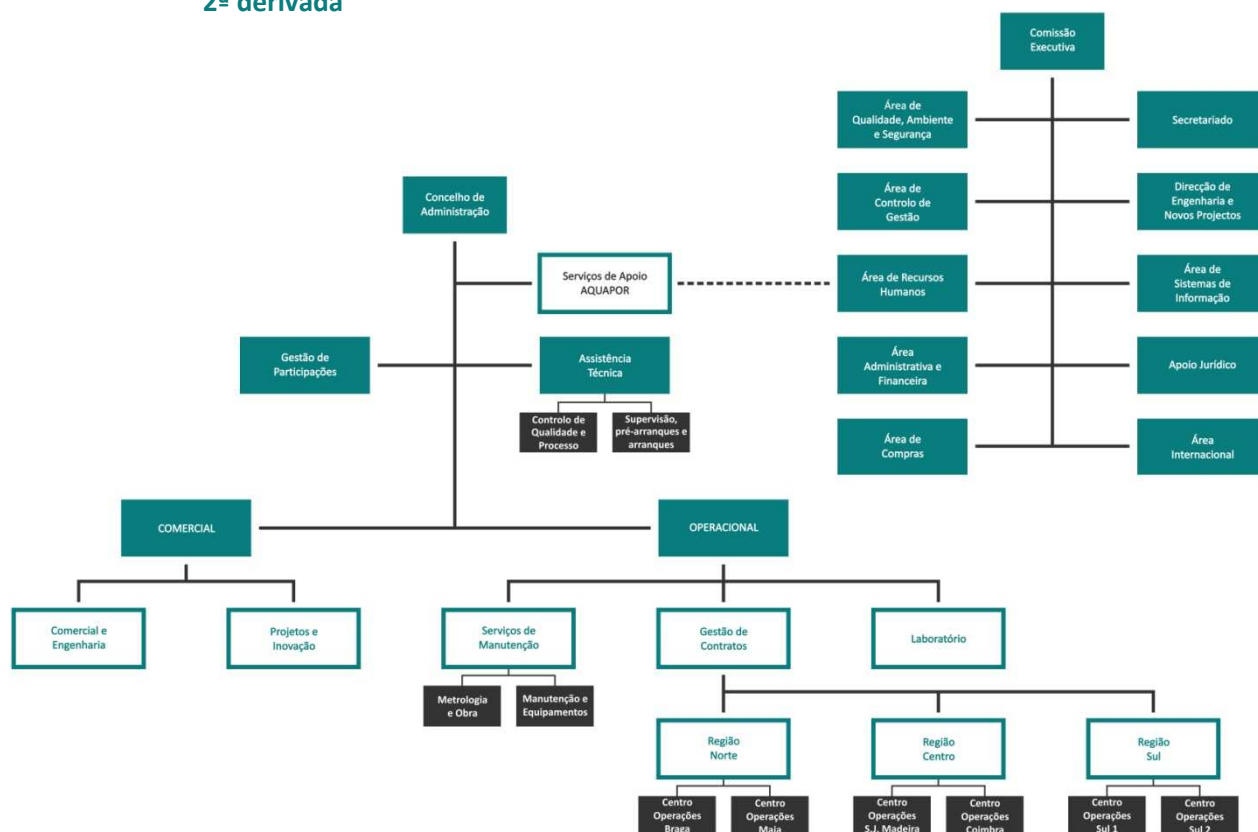 2ª derivada
Comissão
Executiva
Área de
Qualidade, Ambiente
e Segurança
Secretariado
Área de
Controlo de
Gestão
Direcção de
Engenharia e
Novos Projectos
Concelho de
Administração
Serviços de Apoio
AQUAPOR
Área de Recursos
Humanos
Área de
Sistemas de
Informação
Gestão de
Participações
Assistência
Técnica
Área
Administrativa e
Financeira
Apoio Jurídico
Controlo de
Qualidade e
Processo
Supervisão,
pré-arranques e
arranques
Área de
Compras
Área
Internacional
COMERCIAL
OPERACIONAL
Comercial e
Engenharia
Projetos e
Inovação
Serviços de
Manutenção
Gestão de
Contratos
Laboratório
Metrologia
e Obra
Manutenção e
Equipamentos
Região
Norte
Região
Centro
Região
Sul
Centro
Operações
Braga
Centro
Operações
Maia
Centro
Operações
S.J. Madeira
Centro
Operações
Coimbra
Centro
Operações
Sul 1
Centro
Operações
Sul 2